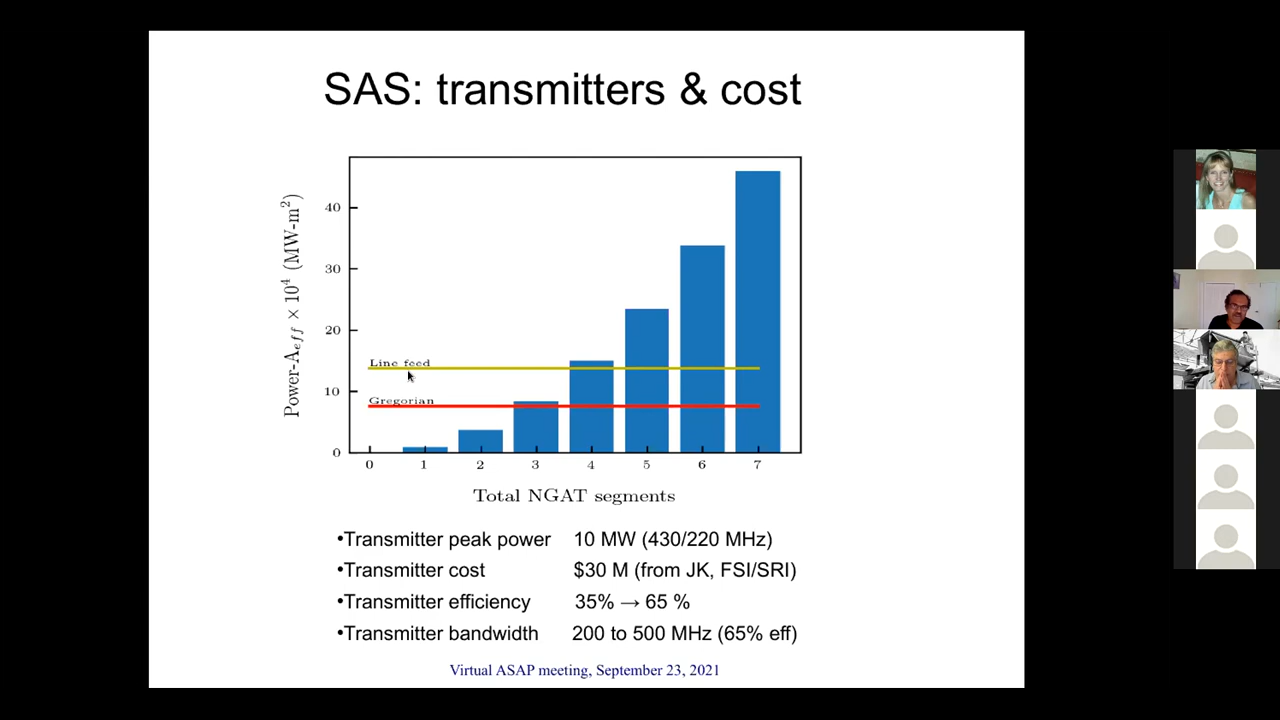 SAS: transmitters & cost
Power-A_eff × 10^4 (MW-m^2)
40
30
20
10
0
Line feed
Gregorian
0 1 2 3 4 5 6 7
Total NGAT segments
•Transmitter peak power 10 MW (430/220 MHz)
•Transmitter cost $30 M (from JK, FSI/SRI)
•Transmitter efficiency 35% → 65 %
•Transmitter bandwidth 200 to 500 MHz (65% eff)
Virtual ASAP meeting, September 23, 2021